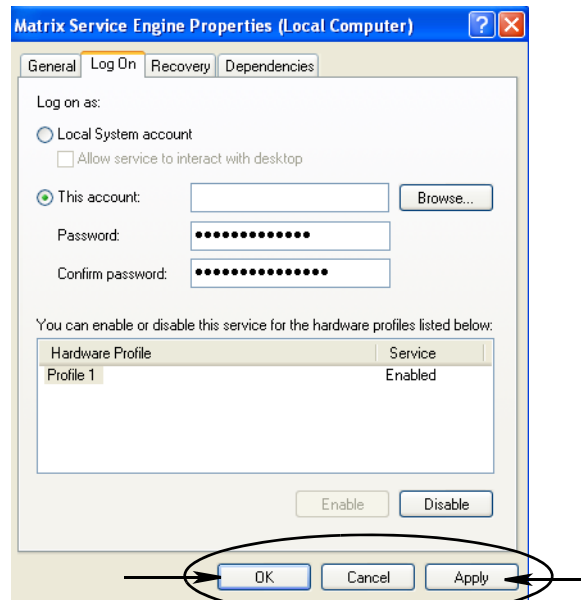 Matrix Service Engine Properties (Local Computer)
General Log On Recovery Dependencies
Log on as:
Local System account
Allow service to interact with desktop
This account: Browse...
Password: •••••••••••••
Confirm password: •••••••••••••••
You can enable or disable this service for the hardware profiles listed below:
Hardware Profile Service
Profile 1 Enabled
Enable Disable
OK Cancel Apply